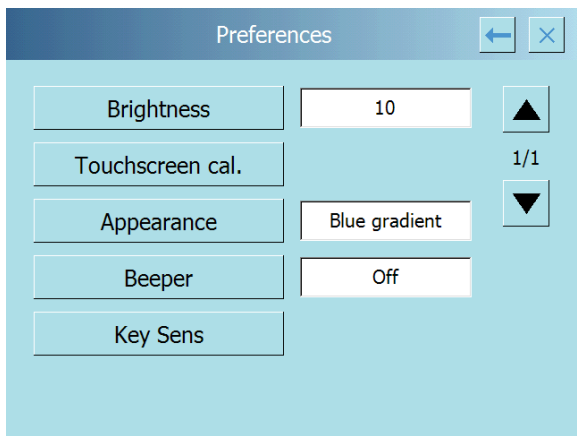 Preferences
Brightness 10
1/1
Touchscreen cal.
Appearance Blue gradient
Beeper Off
Key Sens